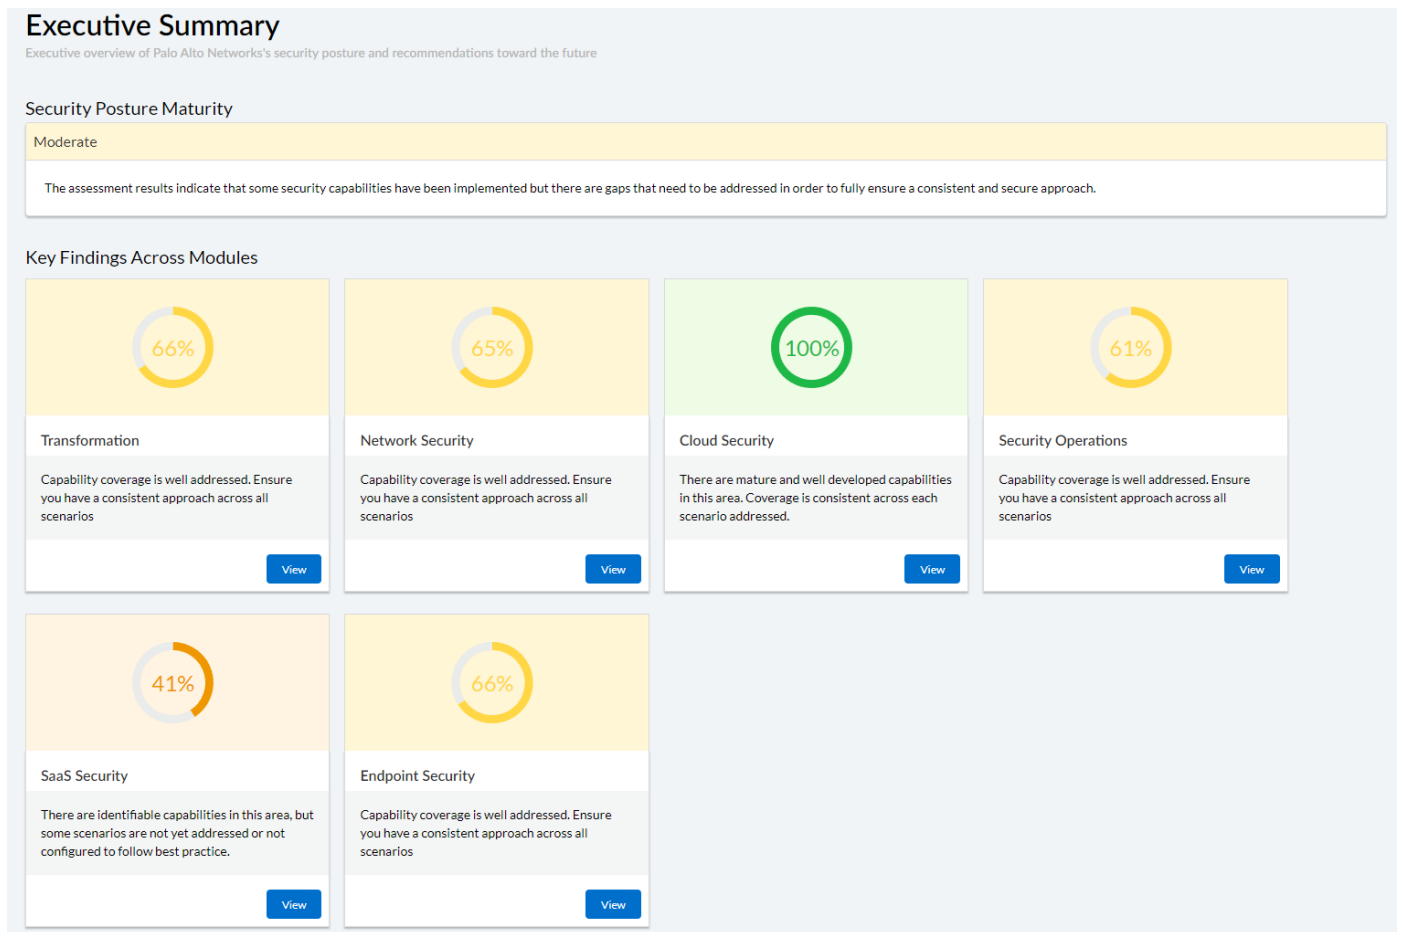 Executive Summary
Executive overview of Palo Alto Networks's security posture and recommendations toward the future
Security Posture Maturity
Moderate
The assessment results indicate that some security capabilities have been implemented but there are gaps that need to be addressed in order to fully ensure a consistent and secure approach.
Key Findings Across Modules
66%
Transformation
Capability coverage is well addressed. Ensure
you have a consistent approach across all
scenarios
View
65%
Network Security
Capability coverage is well addressed. Ensure
you have a consistent approach across all
scenarios
View
100%
Cloud Security
There are mature and well developed capabilities
in this area. Coverage is consistent across each
scenario addressed.
View
61%
Security Operations
Capability coverage is well addressed. Ensure
you have a consistent approach across all
scenarios
View
41%
SaaS Security
There are identifiable capabilities in this area, but
some scenarios are not yet addressed or not
configured to follow best practice.
View
66%
Endpoint Security
Capability coverage is well addressed. Ensure
you have a consistent approach across all
scenarios
View